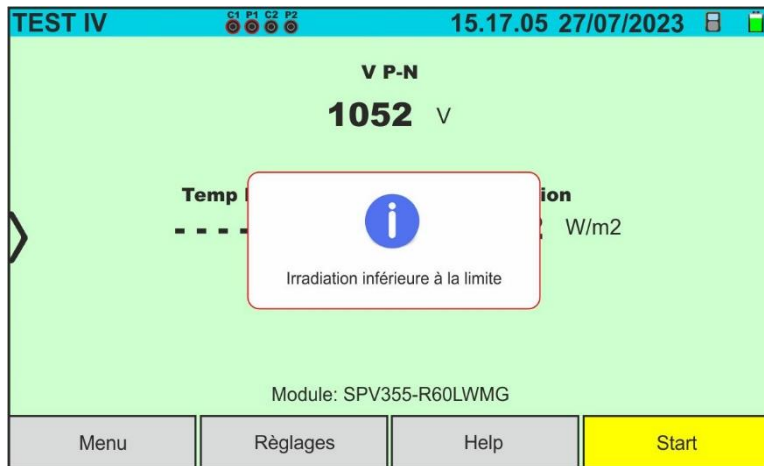 TEST IV C1 P1 C2 P2 15.17.05 27/07/2023
V P-N
1052 V
Temp ion
- - - - W/m2
Irradiation inférieure à la limite
Module: SPV355-R60LWMG
Menu Règlages Help Start